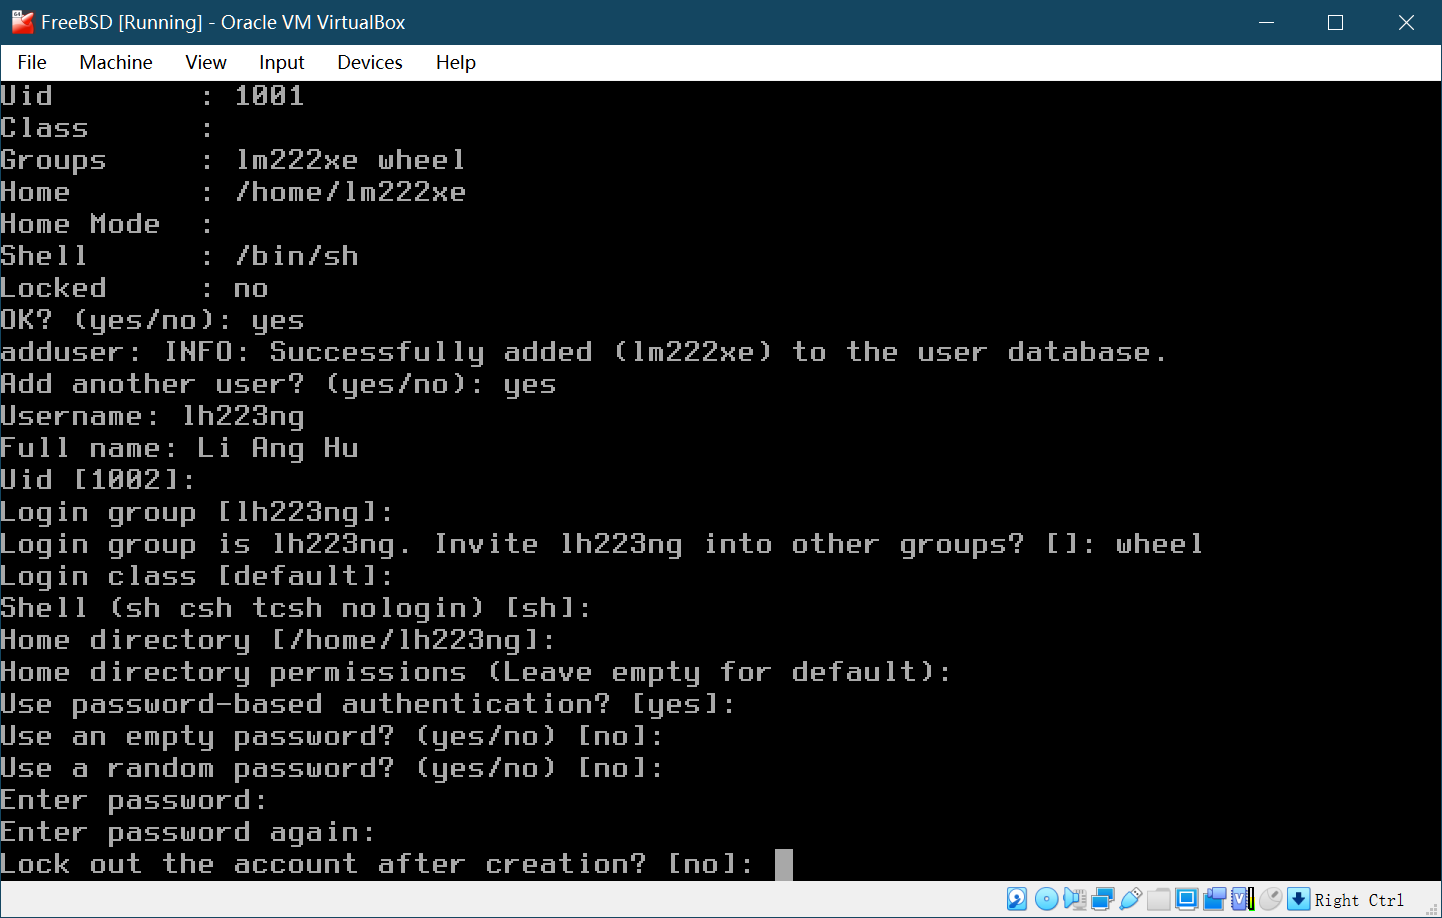 FreeBSD [Running] - Oracle VM VirtualBox
File Machine View Input Devices Help
Uid : 1001
Class :
Groups : lm222xe wheel
Home : /home/lm222xe
Home Mode :
Shell : /bin/sh
Locked : no
OK? (yes/no): yes
adduser: INFO: Successfully added (lm222xe) to the user database.
Add another user? (yes/no): yes
Username: lh223ng
Full name: Li Ang Hu
Uid [1002]:
Login group [lh223ng]:
Login group is lh223ng. Invite lh223ng into other groups? []: wheel
Login class [default]:
Shell (sh csh tcsh nologin) [sh]:
Home directory [/home/lh223ng]:
Home directory permissions (Leave empty for default):
Use password-based authentication? [yes]:
Use an empty password? (yes/no) [no]:
Use a random password? (yes/no) [no]:
Enter password:
Enter password again:
Lock out the account after creation? [no]:
Right Ctrl